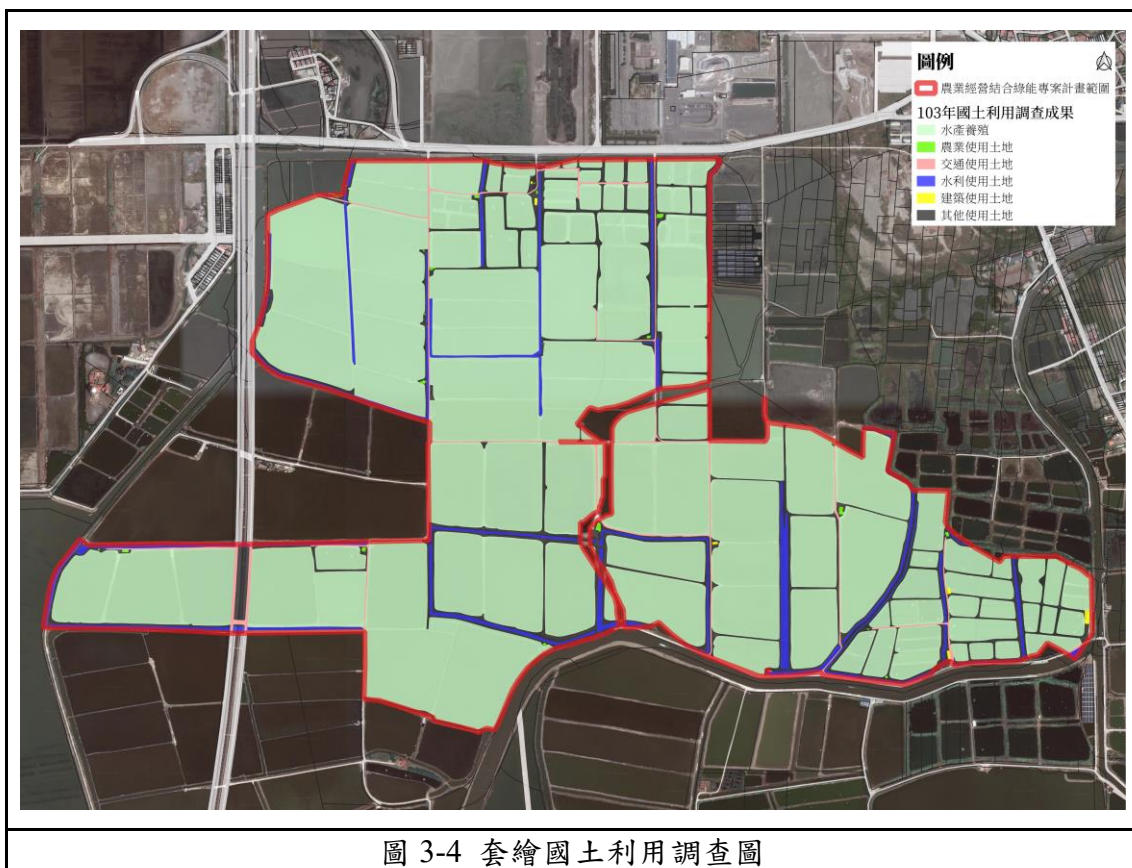 圖例
農業經營結合綠能專案計畫範圍
103年國土利用調查成果
水產養殖
農業使用土地
交通使用土地
水利使用土地
建築使用土地
其他使用土地
圖 3-4 套繪國土利用調查圖